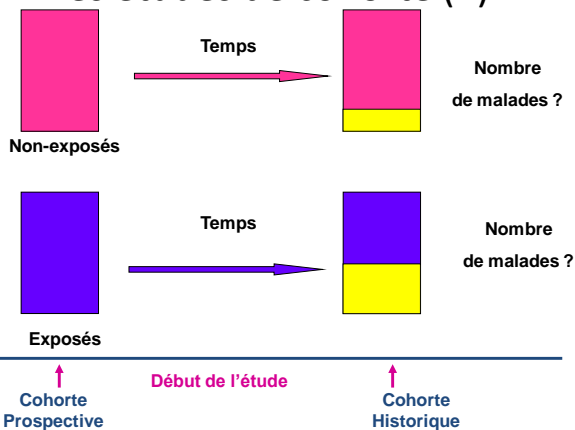 Temps
Nombre
de malades ?
Non-exposés
Temps
Nombre
de malades ?
Exposés
Début de l'étude
Cohorte
Prospective
Cohorte
Historique